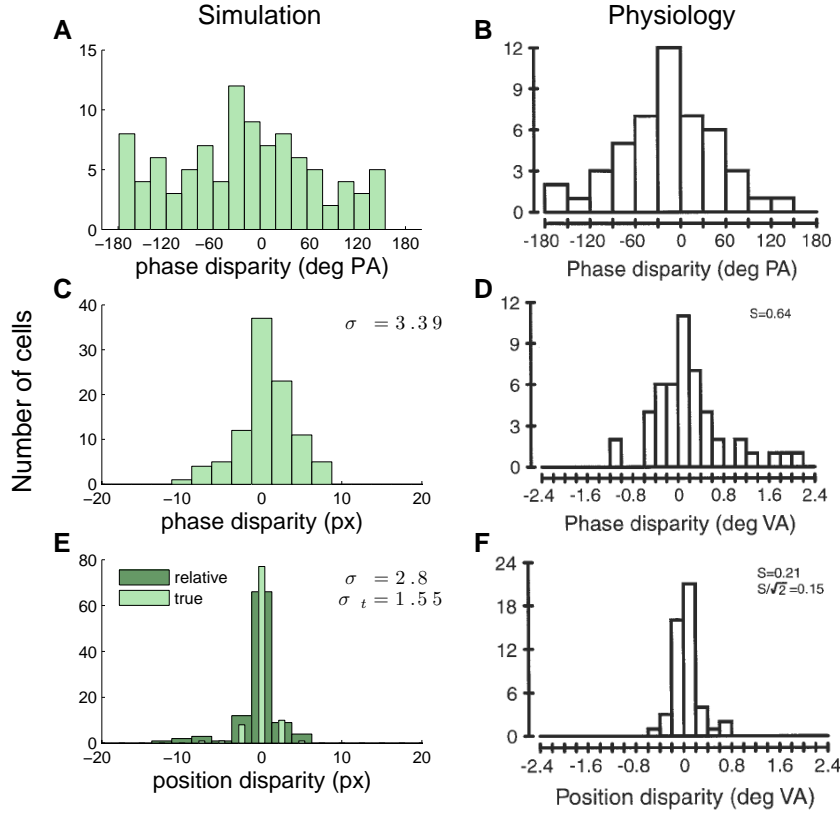 Simulation
Physiology
A
15
10
5
0
−180 −120 −60 0 60 120 180
phase disparity (deg PA)
B
12
9
6
3
0
-180 -120 -60 0 60 120 180
Phase disparity (deg PA)
Number of cells
C
40
30
20
10
0
−20 −10 0 10 20
phase disparity (px)
σ = 3.39
D
12
9
6
3
0
-2.4 -1.6 -0.8 0 0.8 1.6 2.4
Phase disparity (deg VA)
S=0.64
E
80
60
40
20
0
−20 −10 0 10 20
position disparity (px)
relative
true
σ = 2.8
σ t = 1.55
F
24
18
12
6
0
-2.4 -1.6 -0.8 0 0.8 1.6 2.4
Position disparity (deg VA)
S=0.21
S/√2=0.15